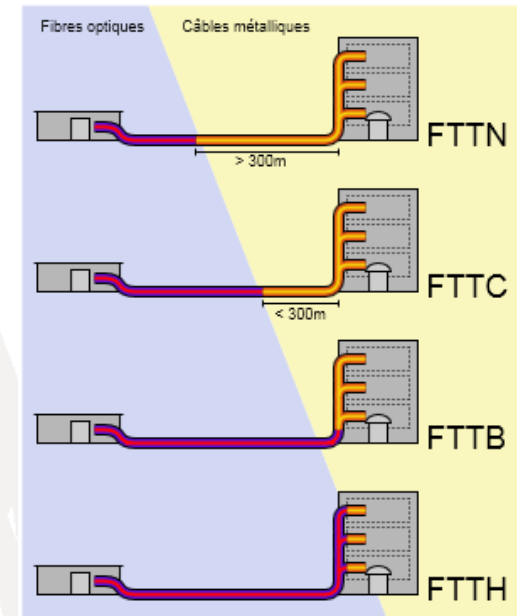 Fibres optiques
Câbles métalliques
FTTN
> 300m
FTTC
< 300m
FTTB
FTTH